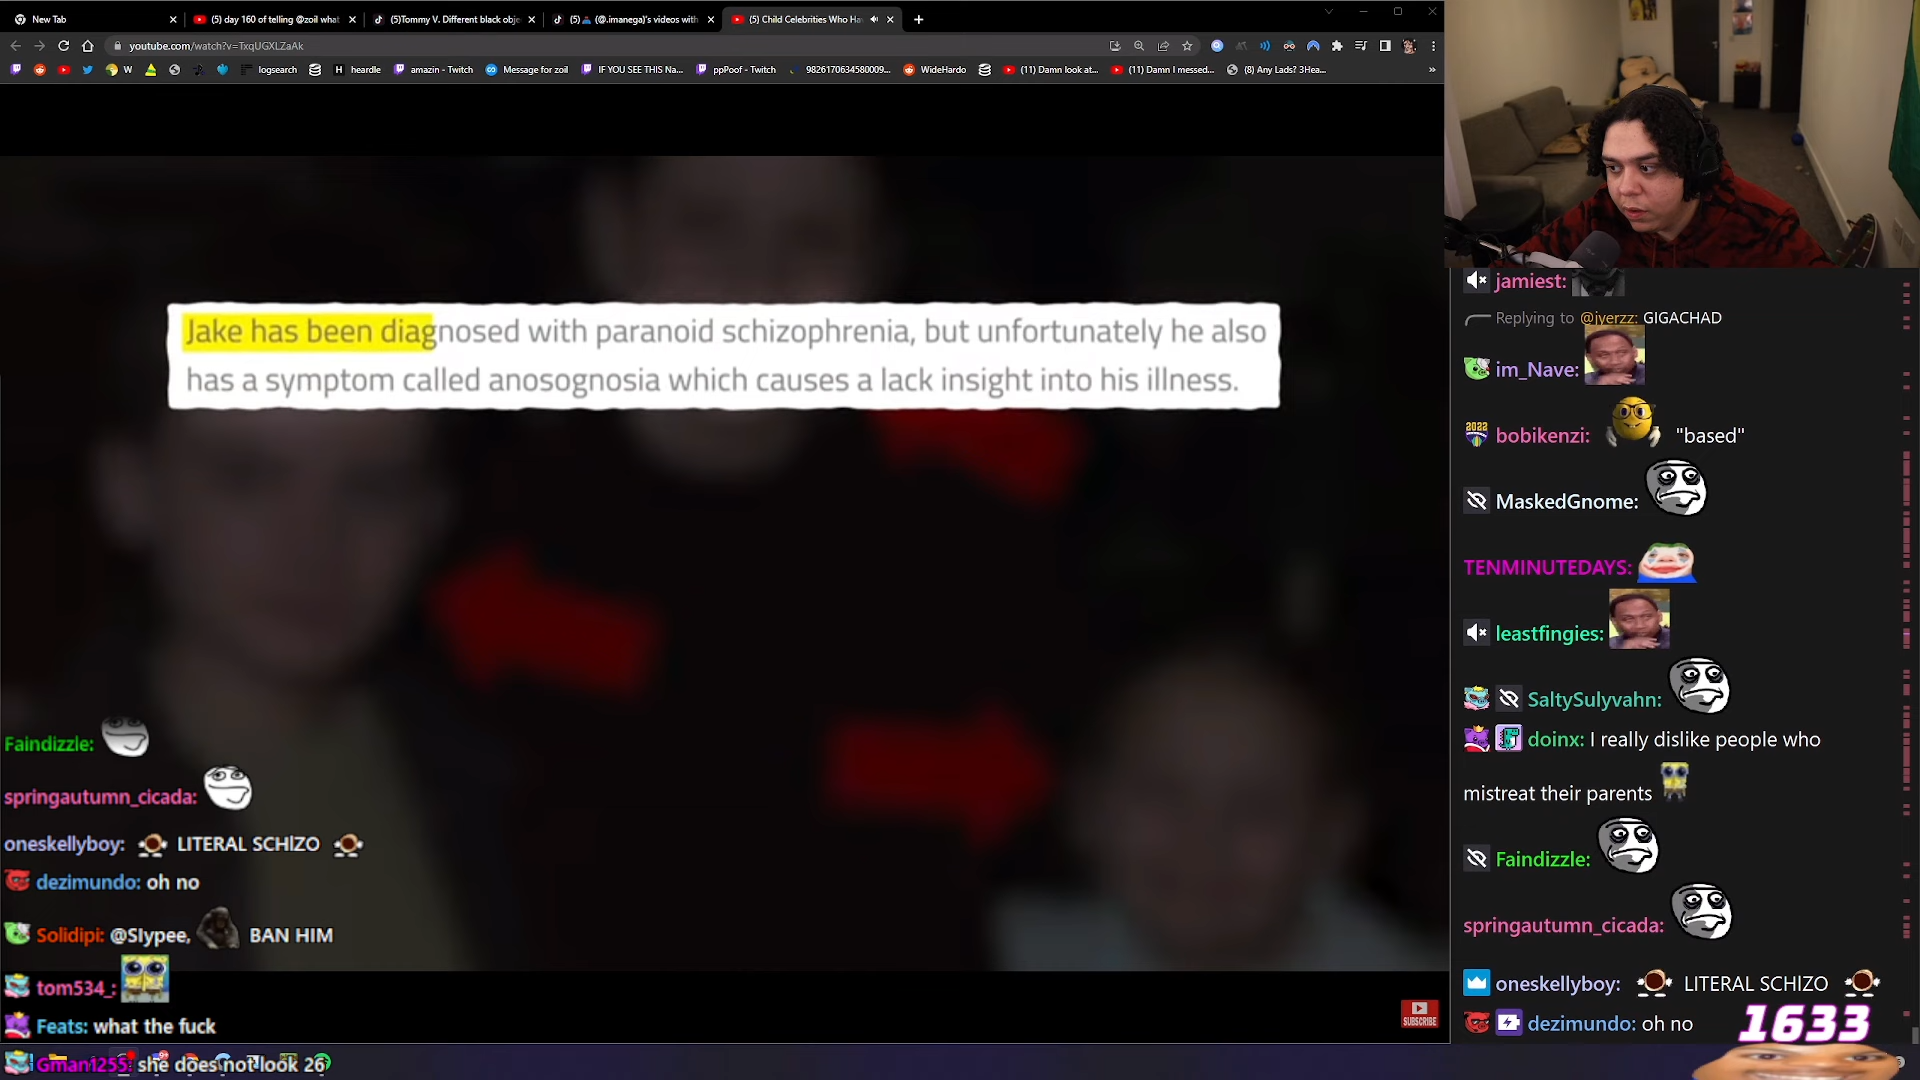 New Tab
(5) day 160 of telling @zoil what
(5)Tommy V. Different black obje
(5) (@.imanega)'s videos with
(5) Child Celebrities Who Ha
youtube.com/watch?v=TxqUGXLZaAk
W
logsearch
H heardle
amazin - Twitch
Message for zoil
IF YOU SEE THIS Na...
ppPoof - Twitch
9826170634580009...
WideHardo
(11) Damn look at...
(11) Damn I messed...
(8) Any Lads? 3Hea...
»
Jake has been diagnosed with paranoid schizophrenia, but unfortunately he also
has a symptom called anosognosia which causes a lack insight into his illness.
Faindizzle:
springautumn_cicada:
oneskellyboy: LITERAL SCHIZO
dezimundo: oh no
Solidipi: @Slypee, BAN HIM
tom534_:
Feats: what the fuck
Gman1255: she does not look 26
SUBSCRIBE
jamiest:
Replying to @jyerzz: GIGACHAD
im_Nave:
2022
bobikenzi: "based"
MaskedGnome:
TENMINUTEDAYS:
leastfingies:
SaltySulyvahn:
doinx: I really dislike people who
mistreat their parents
Faindizzle:
springautumn_cicada:
oneskellyboy: LITERAL SCHIZO
dezimundo: oh no
1633